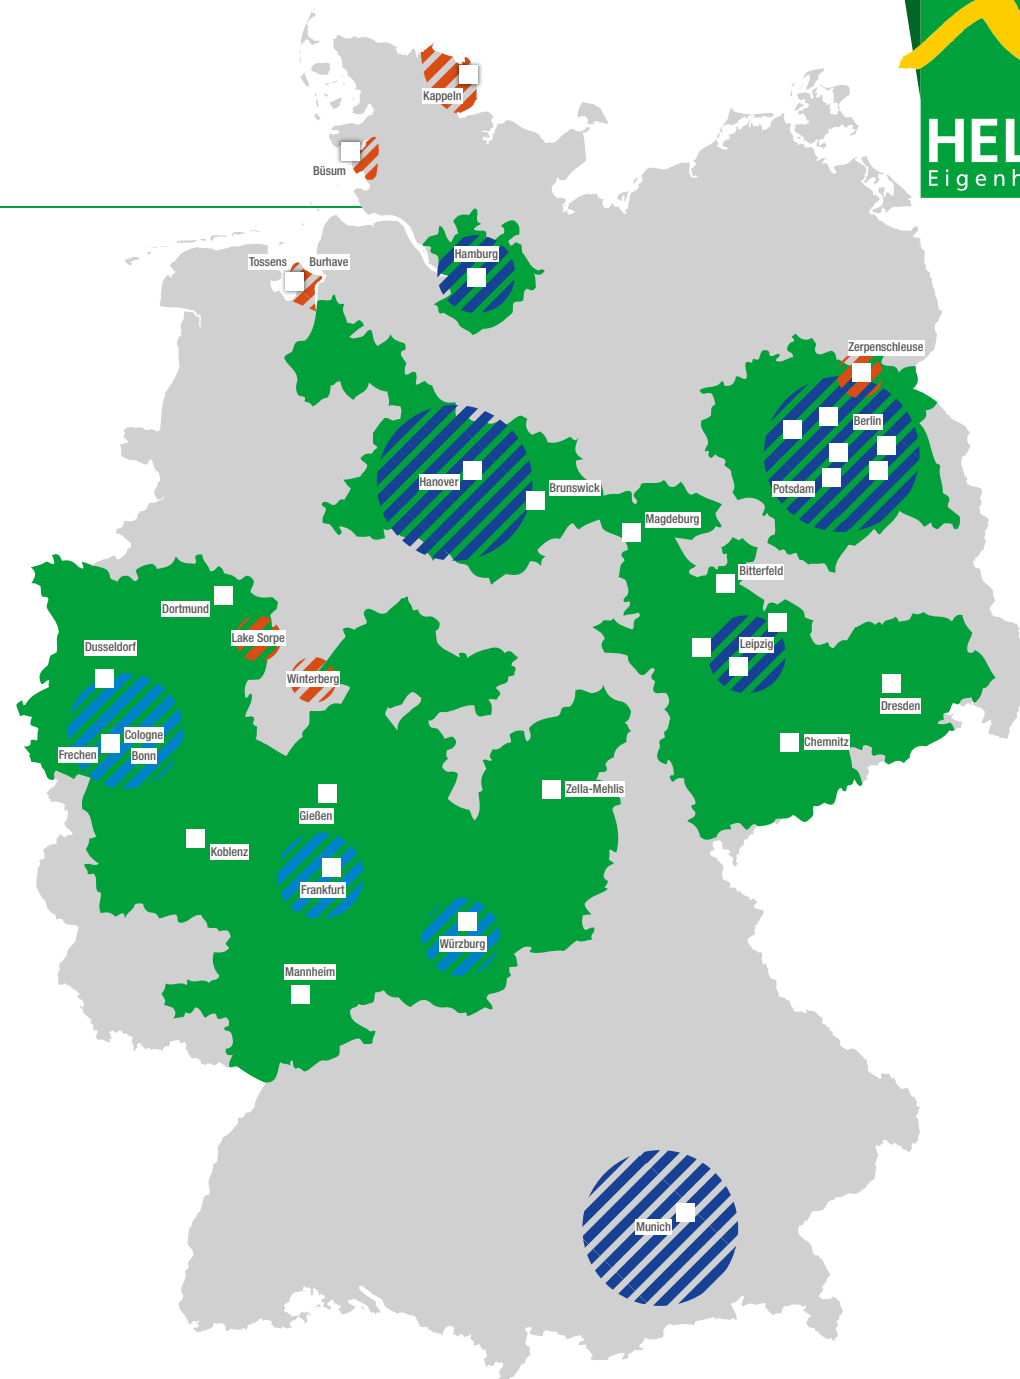 Kappeln
Büsum
HEL
Eigenh
Hamburg
Tossens
Burhave
Zerpenschleuse
Berlin
Hanover
Brunswick
Potsdam
Magdeburg
Bitterfeld
Dortmund
Lake Sorpe
Dusseldorf
Leipzig
Winterberg
Dresden
Cologne
Frechen
Bonn
Chemnitz
Zella-Mehlis
Gießen
Koblenz
Frankfurt
Würzburg
Mannheim
Munich